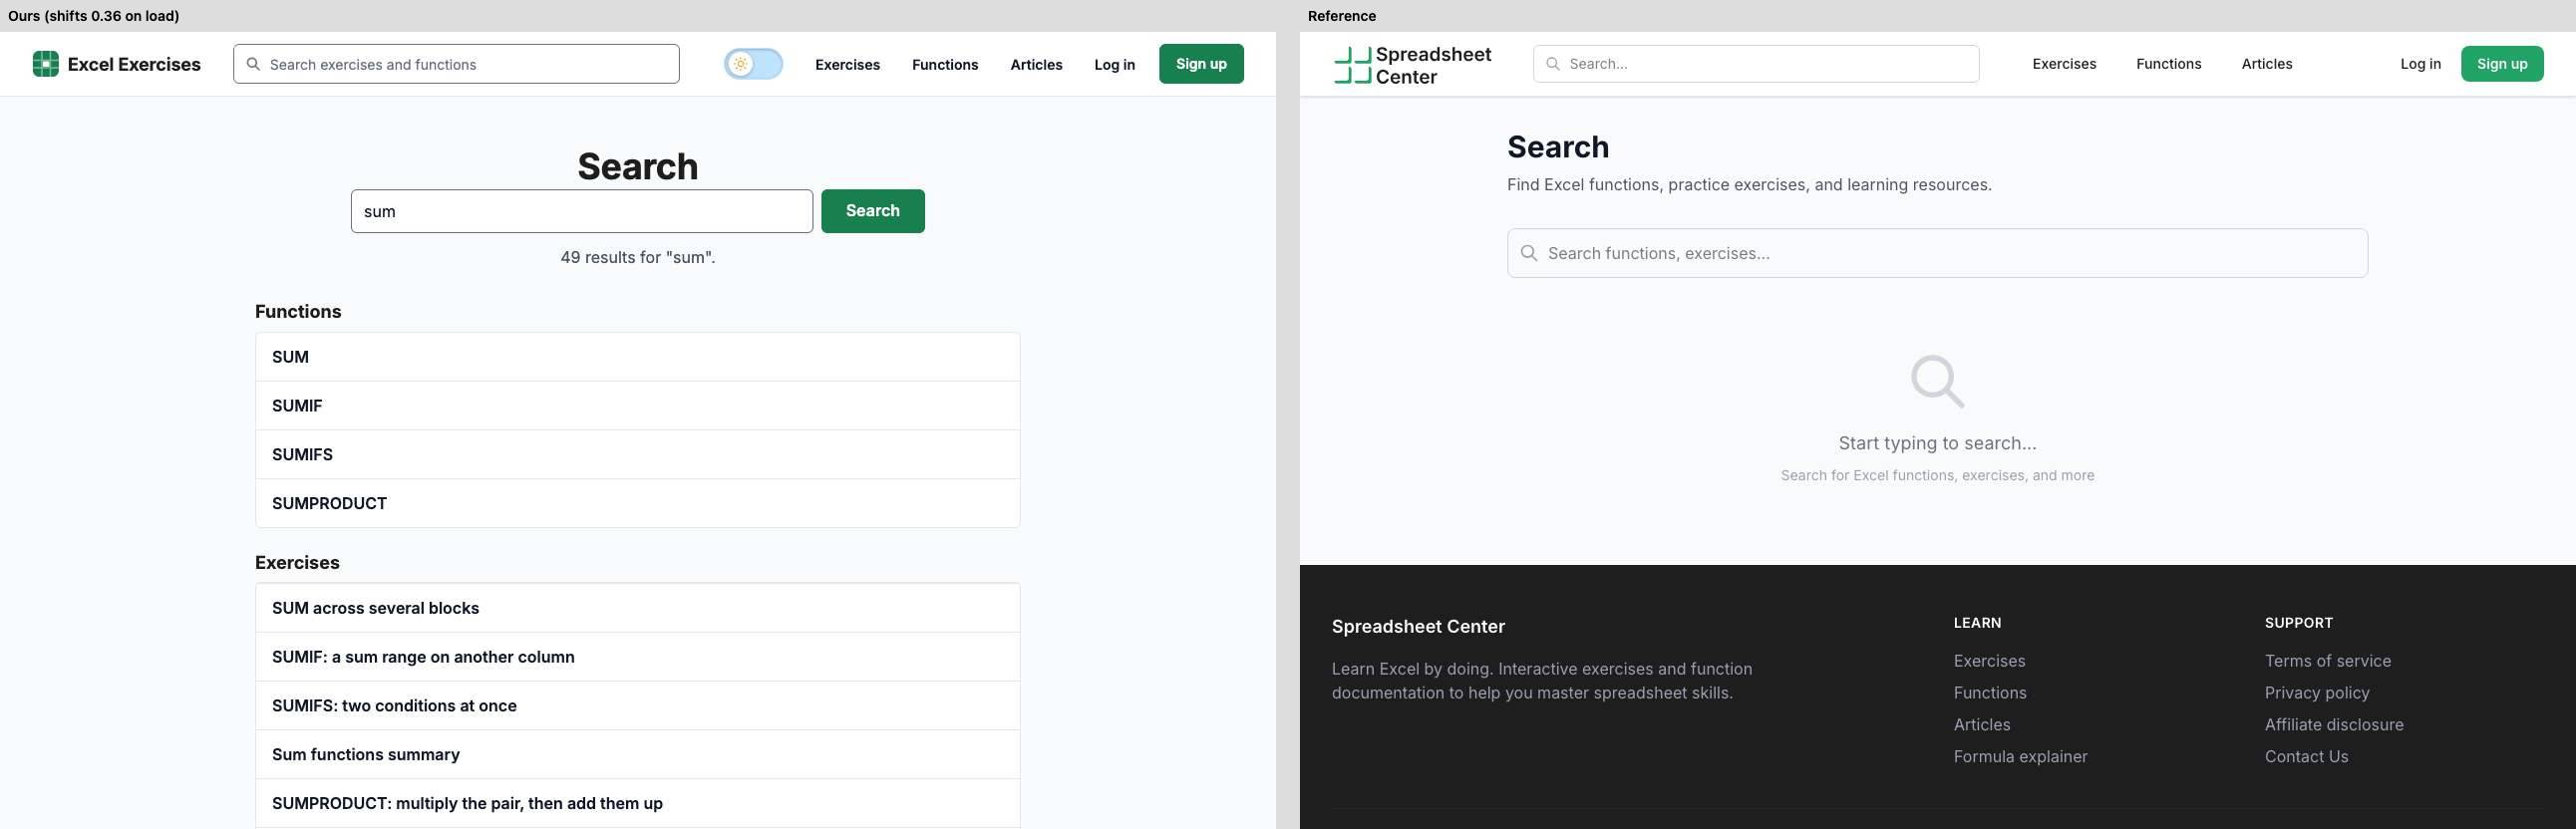 Ours (shifts 0.36 on load)
Excel Exercises
Search exercises and functions
Exercises
Functions
Articles
Log in
Sign up
Search
sum
Search
49 results for "sum".
Functions
SUM
SUMIF
SUMIFS
SUMPRODUCT
Exercises
SUM across several blocks
SUMIF: a sum range on another column
SUMIFS: two conditions at once
Sum functions summary
SUMPRODUCT: multiply the pair, then add them up
Reference
Spreadsheet
Center
Search...
Exercises
Functions
Articles
Log in
Sign up
Search
Find Excel functions, practice exercises, and learning resources.
Search functions, exercises...
Start typing to search...
Search for Excel functions, exercises, and more
Spreadsheet Center
Learn Excel by doing. Interactive exercises and function
documentation to help you master spreadsheet skills.
LEARN
Exercises
Functions
Articles
Formula explainer
SUPPORT
Terms of service
Privacy policy
Affiliate disclosure
Contact Us